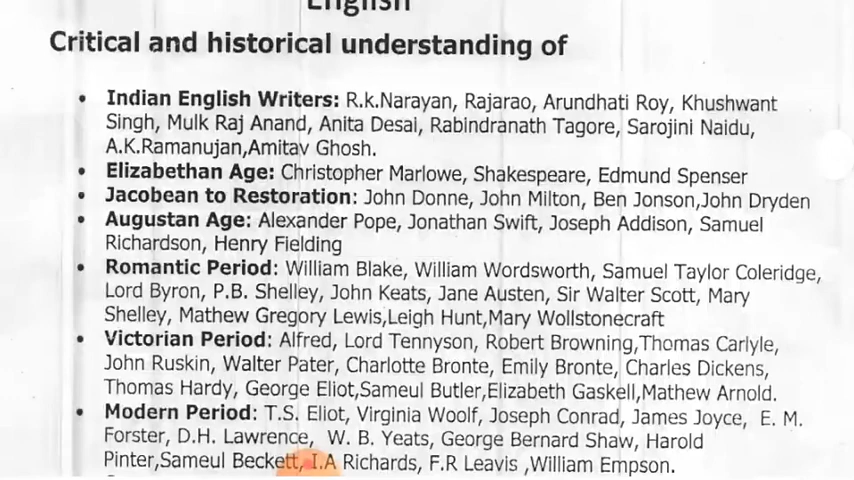 English
Critical and historical understanding of
• Indian English Writers: R.k.Narayan, Rajarao, Arundhati Roy, Khushwant
Singh, Mulk Raj Anand, Anita Desai, Rabindranath Tagore, Sarojini Naidu,
A.K.Ramanujan,Amitav Ghosh.
• Elizabethan Age: Christopher Marlowe, Shakespeare, Edmund Spenser
• Jacobean to Restoration: John Donne, John Milton, Ben Jonson,John Dryden
• Augustan Age: Alexander Pope, Jonathan Swift, Joseph Addison, Samuel
Richardson, Henry Fielding
• Romantic Period: William Blake, William Wordsworth, Samuel Taylor Coleridge,
Lord Byron, P.B. Shelley, John Keats, Jane Austen, Sir Walter Scott, Mary
Shelley, Mathew Gregory Lewis,Leigh Hunt,Mary Wollstonecraft
• Victorian Period: Alfred, Lord Tennyson, Robert Browning,Thomas Carlyle,
John Ruskin, Walter Pater, Charlotte Bronte, Emily Bronte, Charles Dickens,
Thomas Hardy, George Eliot,Sameul Butler,Elizabeth Gaskell,Mathew Arnold.
• Modern Period: T.S. Eliot, Virginia Woolf, Joseph Conrad, James Joyce, E. M.
Forster, D.H. Lawrence, W. B. Yeats, George Bernard Shaw, Harold
Pinter,Sameul Beckett, I.A Richards, F.R Leavis ,William Empson.